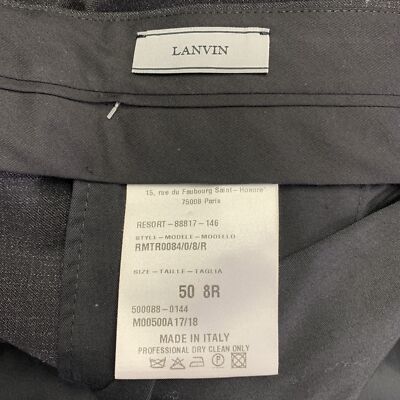 LANVIN
15, rue du Faubourg Saint-Honore
75008 Paris
RESORT-88817-146
STYLE-MODELE-MODELLO
RMTR0084/0/8/R
SIZE-TAILLE-TAGLIA
50 8R
500088-0144
M00500A17/18
MADE IN ITALY
PROFESSIONAL DRY CLEAN ONLY